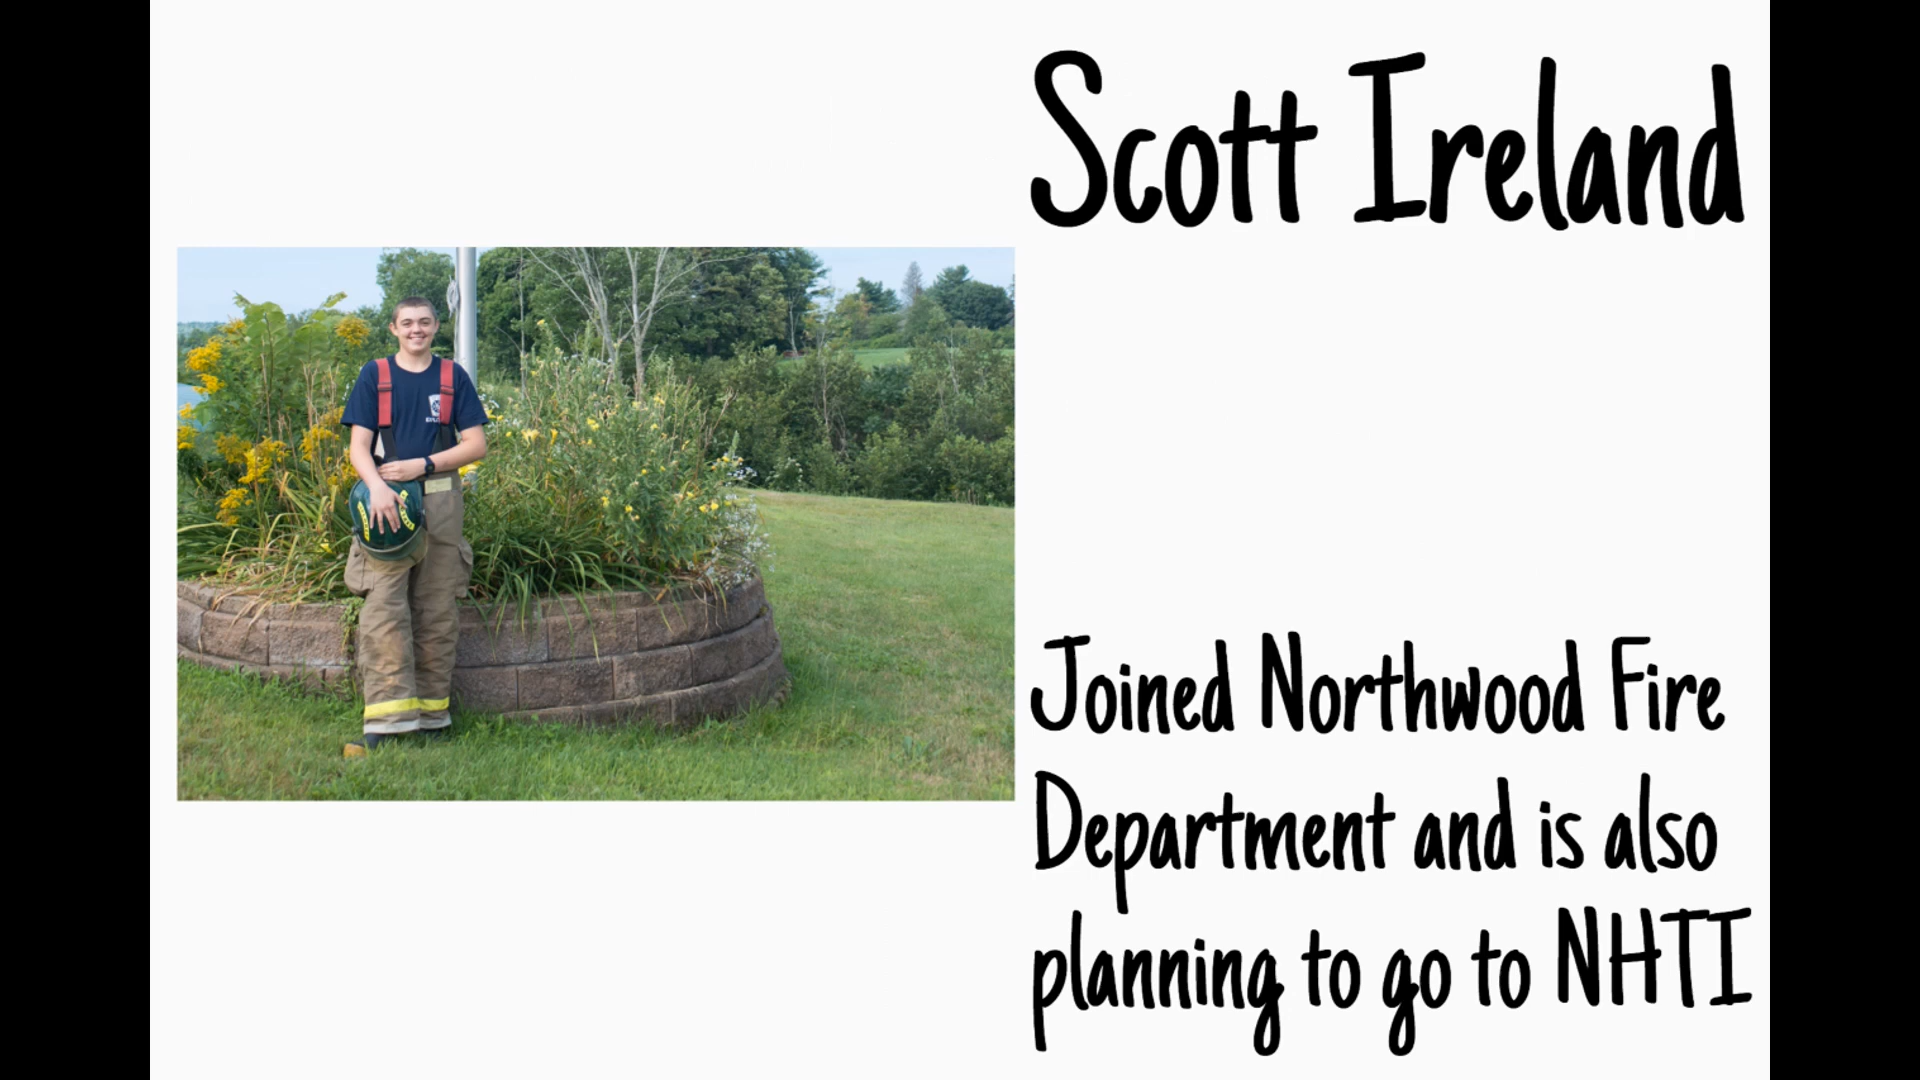 Scott Ireland
Joined Northwood Fire
Department and is also
planning to go to NHTI